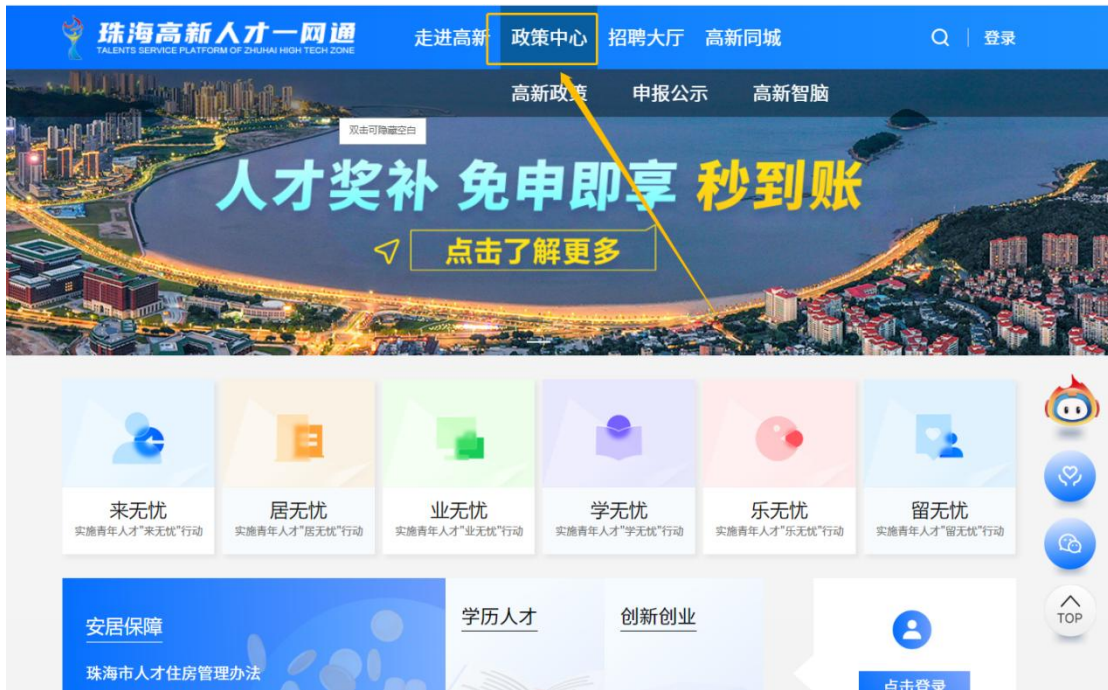 珠海高新人才一网通
TALENTS SERVICE PLATFORM OF ZHUHAI HIGH TECH ZONE
走进高新 政策中心 招聘大厅 高新同城 登录
高新政策 申报公示 高新智脑
双击可隐藏空白
人才奖补 免申即享 秒到账
点击了解更多
来无忧 居无忧 业无忧 学无忧 乐无忧 留无忧
实施青年人才"来无忧"行动 实施青年人才"居无忧"行动 实施青年人才"业无忧"行动 实施青年人才"学无忧"行动 实施青年人才"乐无忧"行动 实施青年人才"留无忧"行动
TOP
安居保障 学历人才 创新创业
珠海市人才住房管理办法
点击登录